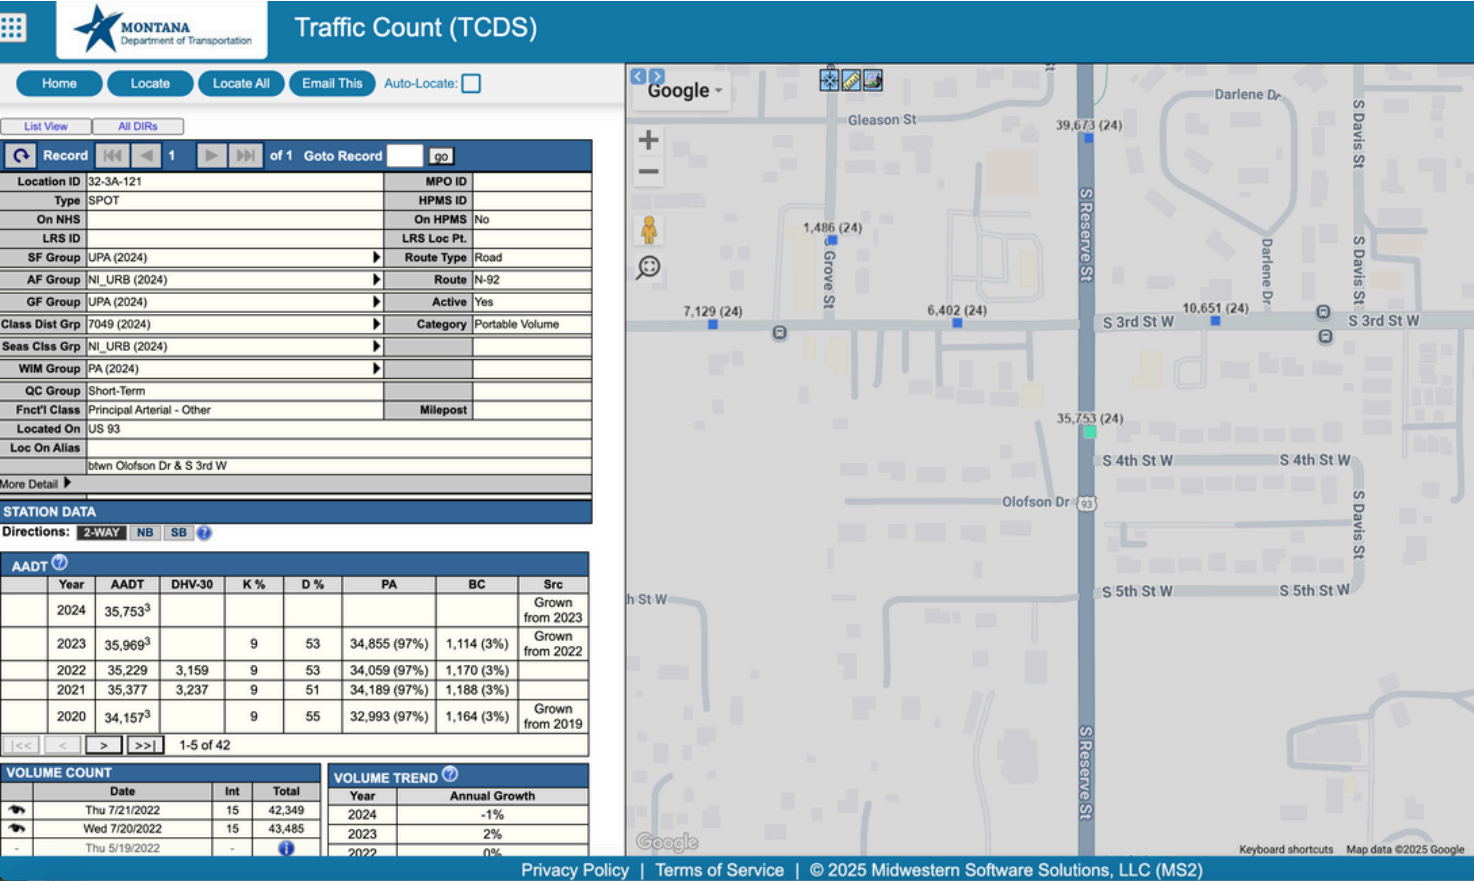 MONTANA
Department of Transportation
Traffic Count (TCDS)
Home
Locate
Locate All
Email This
Auto-Locate:
List View
All DIRs
Record 1 of 1 Goto Record go
Location ID 32-3A-121 MPO ID
Type SPOT HPMS ID
On NHS On HPMS No
LRS ID LRS Loc Pt.
SF Group UPA (2024) Route Type Road
AF Group NI_URB (2024) Route N-92
GF Group UPA (2024) Active Yes
Class Dist Grp 7049 (2024) Category Portable Volume
Seas Clss Grp NI_URB (2024)
WIM Group PA (2024)
QC Group Short-Term
Fnct'l Class Principal Arterial - Other Milepost
Located On US 93
Loc On Alias
btwn Olofson Dr & S 3rd W
More Detail
STATION DATA
Directions: 2-WAY NB SB ?
AADT ?
Year AADT DHV-30 K % D % PA BC Src
2024 35,753³ Grown from 2023
2023 35,969³ 9 53 34,855 (97%) 1,114 (3%) Grown from 2022
2022 35,229 3,159 9 53 34,059 (97%) 1,170 (3%)
2021 35,377 3,237 9 51 34,189 (97%) 1,188 (3%)
2020 34,157³ 9 55 32,993 (97%) 1,164 (3%) Grown from 2019
|<< < > >>| 1-5 of 42
VOLUME COUNT
Date Int Total
Thu 7/21/2022 15 42,349
Wed 7/20/2022 15 43,485
- Thu 5/19/2022 - i
VOLUME TREND ?
Year Annual Growth
2024 -1%
2023 2%
2022 0%
Google
Gleason St
39,673 (24)
Darlene Dr
S Davis St
S Reserve St
1,486 (24)
S Grove St
Darlene Dr
S Davis St
7,129 (24)
6,402 (24)
S 3rd St W
10,651 (24)
S 3rd St W
35,753 (24)
S 4th St W
S 4th St W
Olofson Dr
93
S Davis St
h St W
S 5th St W
S 5th St W
S Reserve St
Google
Keyboard shortcuts
Map data ©2025 Google
Privacy Policy | Terms of Service | © 2025 Midwestern Software Solutions, LLC (MS2)